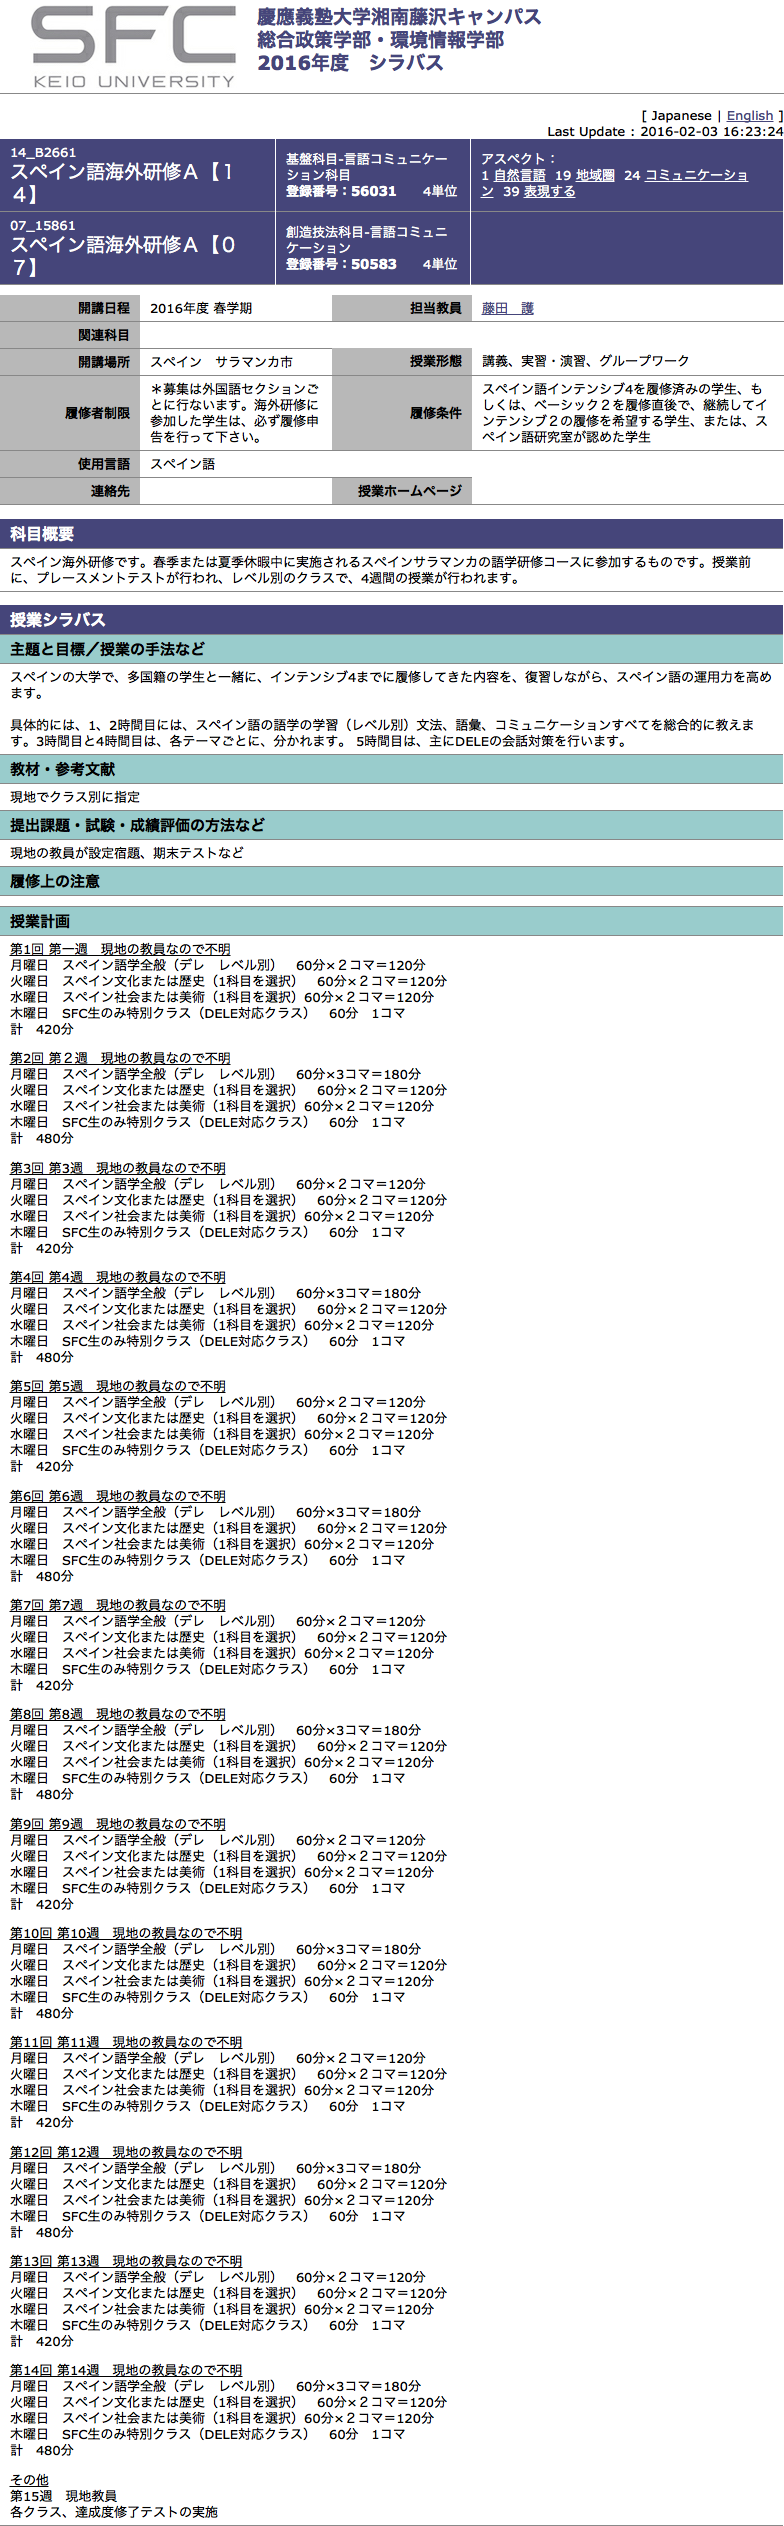 SFC
KEIO UNIVERSITY
慶應義塾大学湘南藤沢キャンパス
総合政策学部・環境情報学部
2016年度　シラバス
[ Japanese | English ]
Last Update : 2016-02-03 16:23:24
14_B2661
スペイン語海外研修Ａ【１
４】
基盤科目-言語コミュニケー
ション科目
登録番号：56031　　4単位
アスペクト：
1 自然言語 19 地域圏 24 コミュニケーショ
ン 39 表現する
07_15861
スペイン語海外研修Ａ【０
７】
創造技法科目-言語コミュニ
ケーション
登録番号：50583　　4単位
開講日程
2016年度 春学期
担当教員
藤田　護
関連科目
開講場所
スペイン　サラマンカ市
授業形態
講義、実習・演習、グループワーク
履修者制限
＊募集は外国語セクションご
とに行ないます。海外研修に
参加した学生は、必ず履修申
告を行って下さい。
履修条件
スペイン語インテンシブ4を履修済みの学生、も
しくは、ベーシック２を履修直後で、継続してイ
ンテンシブ２の履修を希望する学生、または、ス
ペイン語研究室が認めた学生
使用言語
スペイン語
連絡先
授業ホームページ
科目概要
スペイン海外研修です。春季または夏季休暇中に実施されるスペインサラマンカの語学研修コースに参加するものです。授業前
に、プレースメントテストが行われ、レベル別のクラスで、4週間の授業が行われます。
授業シラバス
主題と目標／授業の手法など
スペインの大学で、多国籍の学生と一緒に、インテンシブ4までに履修してきた内容を、復習しながら、スペイン語の運用力を高め
ます。
具体的には、1、2時間目には、スペイン語の語学の学習（レベル別）文法、語彙、コミュニケーションすべてを総合的に教えま
す。3時間目と4時間目は、各テーマごとに、分かれます。 5時間目は、主にDELEの会話対策を行います。
教材・参考文献
現地でクラス別に指定
提出課題・試験・成績評価の方法など
現地の教員が設定宿題、期末テストなど
履修上の注意
授業計画
第1回 第一週　現地の教員なので不明
月曜日　スペイン語学全般（デレ　レベル別）　60分×２コマ＝120分
火曜日　スペイン文化または歴史（1科目を選択）　60分×２コマ＝120分
水曜日　スペイン社会または美術（1科目を選択）60分×２コマ＝120分
木曜日　SFC生のみ特別クラス（DELE対応クラス）　60分　1コマ
計　420分
第2回 第２週　現地の教員なので不明
月曜日　スペイン語学全般（デレ　レベル別）　60分×3コマ＝180分
火曜日　スペイン文化または歴史（1科目を選択）　60分×２コマ＝120分
水曜日　スペイン社会または美術（1科目を選択）60分×２コマ＝120分
木曜日　SFC生のみ特別クラス（DELE対応クラス）　60分　1コマ
計　480分
第3回 第3週　現地の教員なので不明
月曜日　スペイン語学全般（デレ　レベル別）　60分×２コマ＝120分
火曜日　スペイン文化または歴史（1科目を選択）　60分×２コマ＝120分
水曜日　スペイン社会または美術（1科目を選択）60分×２コマ＝120分
木曜日　SFC生のみ特別クラス（DELE対応クラス）　60分　1コマ
計　420分
第4回 第4週　現地の教員なので不明
月曜日　スペイン語学全般（デレ　レベル別）　60分×3コマ＝180分
火曜日　スペイン文化または歴史（1科目を選択）　60分×２コマ＝120分
水曜日　スペイン社会または美術（1科目を選択）60分×２コマ＝120分
木曜日　SFC生のみ特別クラス（DELE対応クラス）　60分　1コマ
計　480分
第5回 第5週　現地の教員なので不明
月曜日　スペイン語学全般（デレ　レベル別）　60分×２コマ＝120分
火曜日　スペイン文化または歴史（1科目を選択）　60分×２コマ＝120分
水曜日　スペイン社会または美術（1科目を選択）60分×２コマ＝120分
木曜日　SFC生のみ特別クラス（DELE対応クラス）　60分　1コマ
計　420分
第6回 第6週　現地の教員なので不明
月曜日　スペイン語学全般（デレ　レベル別）　60分×3コマ＝180分
火曜日　スペイン文化または歴史（1科目を選択）　60分×２コマ＝120分
水曜日　スペイン社会または美術（1科目を選択）60分×２コマ＝120分
木曜日　SFC生のみ特別クラス（DELE対応クラス）　60分　1コマ
計　480分
第7回 第7週　現地の教員なので不明
月曜日　スペイン語学全般（デレ　レベル別）　60分×２コマ＝120分
火曜日　スペイン文化または歴史（1科目を選択）　60分×２コマ＝120分
水曜日　スペイン社会または美術（1科目を選択）60分×２コマ＝120分
木曜日　SFC生のみ特別クラス（DELE対応クラス）　60分　1コマ
計　420分
第8回 第8週　現地の教員なので不明
月曜日　スペイン語学全般（デレ　レベル別）　60分×3コマ＝180分
火曜日　スペイン文化または歴史（1科目を選択）　60分×２コマ＝120分
水曜日　スペイン社会または美術（1科目を選択）60分×２コマ＝120分
木曜日　SFC生のみ特別クラス（DELE対応クラス）　60分　1コマ
計　480分
第9回 第9週　現地の教員なので不明
月曜日　スペイン語学全般（デレ　レベル別）　60分×２コマ＝120分
火曜日　スペイン文化または歴史（1科目を選択）　60分×２コマ＝120分
水曜日　スペイン社会または美術（1科目を選択）60分×２コマ＝120分
木曜日　SFC生のみ特別クラス（DELE対応クラス）　60分　1コマ
計　420分
第10回 第10週　現地の教員なので不明
月曜日　スペイン語学全般（デレ　レベル別）　60分×3コマ＝180分
火曜日　スペイン文化または歴史（1科目を選択）　60分×２コマ＝120分
水曜日　スペイン社会または美術（1科目を選択）60分×２コマ＝120分
木曜日　SFC生のみ特別クラス（DELE対応クラス）　60分　1コマ
計　480分
第11回 第11週　現地の教員なので不明
月曜日　スペイン語学全般（デレ　レベル別）　60分×２コマ＝120分
火曜日　スペイン文化または歴史（1科目を選択）　60分×２コマ＝120分
水曜日　スペイン社会または美術（1科目を選択）60分×２コマ＝120分
木曜日　SFC生のみ特別クラス（DELE対応クラス）　60分　1コマ
計　420分
第12回 第12週　現地の教員なので不明
月曜日　スペイン語学全般（デレ　レベル別）　60分×3コマ＝180分
火曜日　スペイン文化または歴史（1科目を選択）　60分×２コマ＝120分
水曜日　スペイン社会または美術（1科目を選択）60分×２コマ＝120分
木曜日　SFC生のみ特別クラス（DELE対応クラス）　60分　1コマ
計　480分
第13回 第13週　現地の教員なので不明
月曜日　スペイン語学全般（デレ　レベル別）　60分×２コマ＝120分
火曜日　スペイン文化または歴史（1科目を選択）　60分×２コマ＝120分
水曜日　スペイン社会または美術（1科目を選択）60分×２コマ＝120分
木曜日　SFC生のみ特別クラス（DELE対応クラス）　60分　1コマ
計　420分
第14回 第14週　現地の教員なので不明
月曜日　スペイン語学全般（デレ　レベル別）　60分×3コマ＝180分
火曜日　スペイン文化または歴史（1科目を選択）　60分×２コマ＝120分
水曜日　スペイン社会または美術（1科目を選択）60分×２コマ＝120分
木曜日　SFC生のみ特別クラス（DELE対応クラス）　60分　1コマ
計　480分
その他
第15週　現地教員
各クラス、達成度修了テストの実施